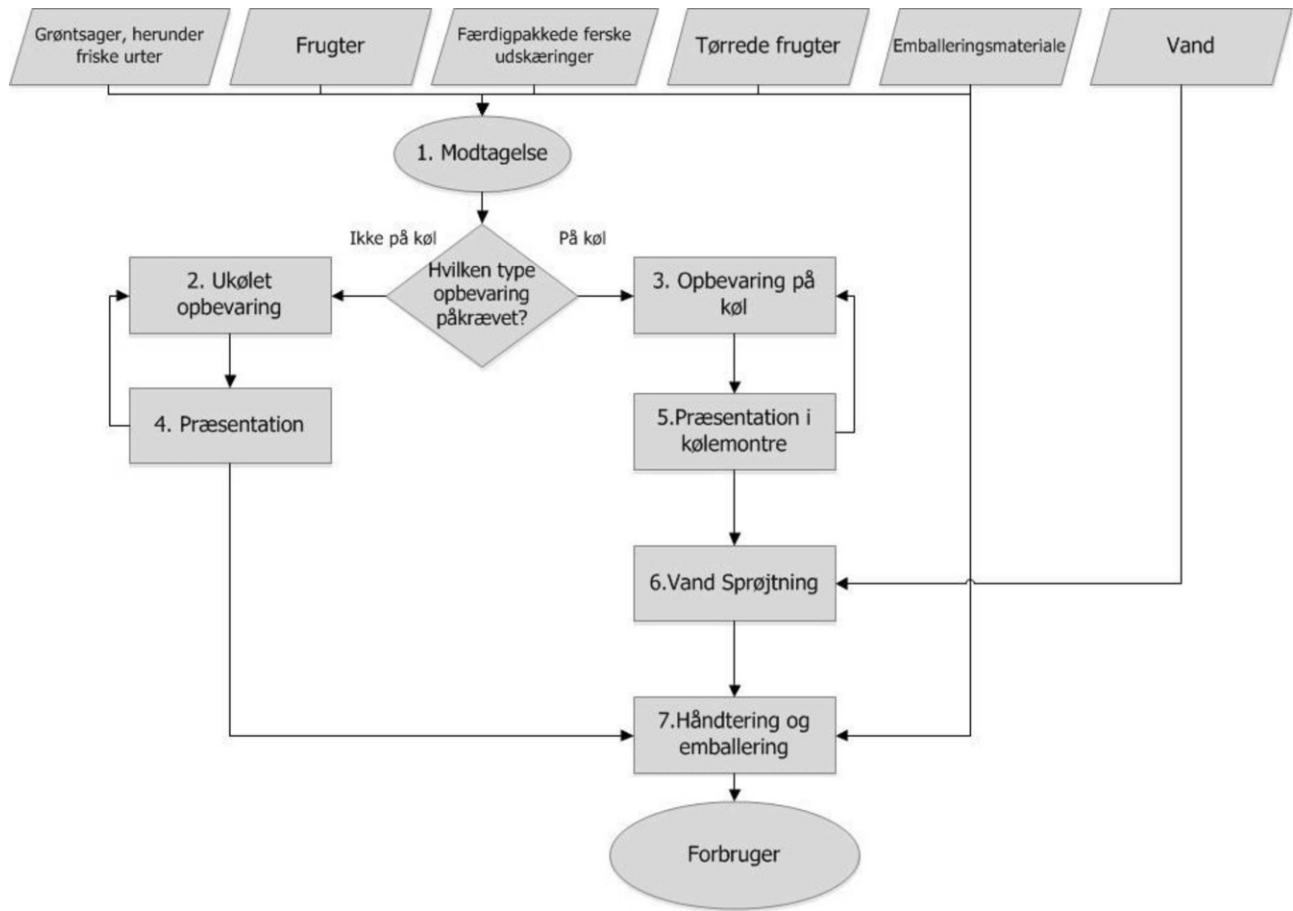 Grøntsager, herunder
friske urter
Frugter
Færdigpakkede ferske
udskæringer
Tørrede frugter
Emballeringsmateriale
Vand
1. Modtagelse
Ikke på køl
På køl
Hvilken type
opbevaring
påkrævet?
2. Ukølet
opbevaring
3. Opbevaring på
køl
4. Præsentation
5.Præsentation i
kølemontre
6.Vand Sprøjtning
7.Håndtering og
emballering
Forbruger